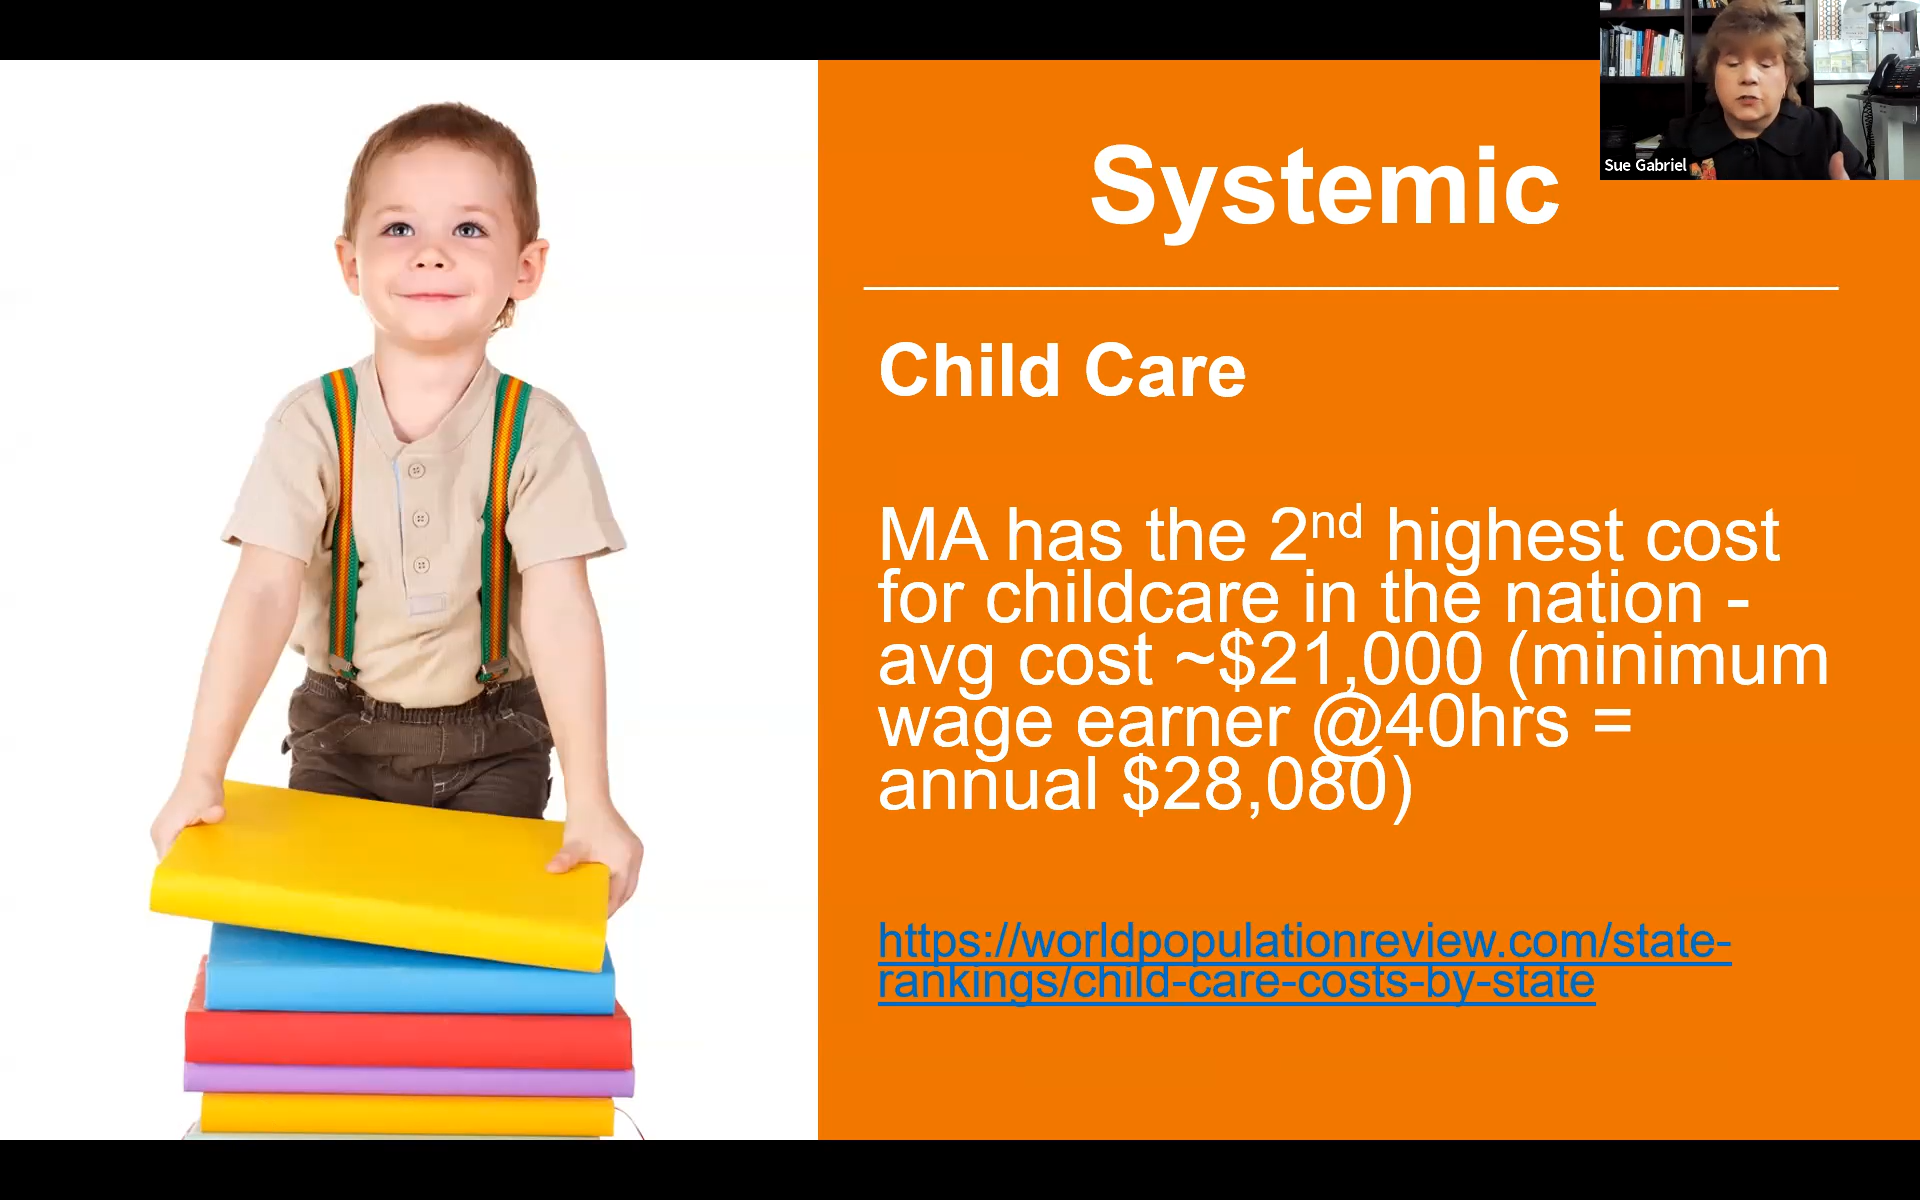 Sue Gabriel
Systemic
Child Care
MA has the 2nd highest cost
for childcare in the nation -
avg cost ~$21,000 (minimum
wage earner @40hrs =
annual $28,080)
https://worldpopulationreview.com/state-
rankings/child-care-costs-by-state